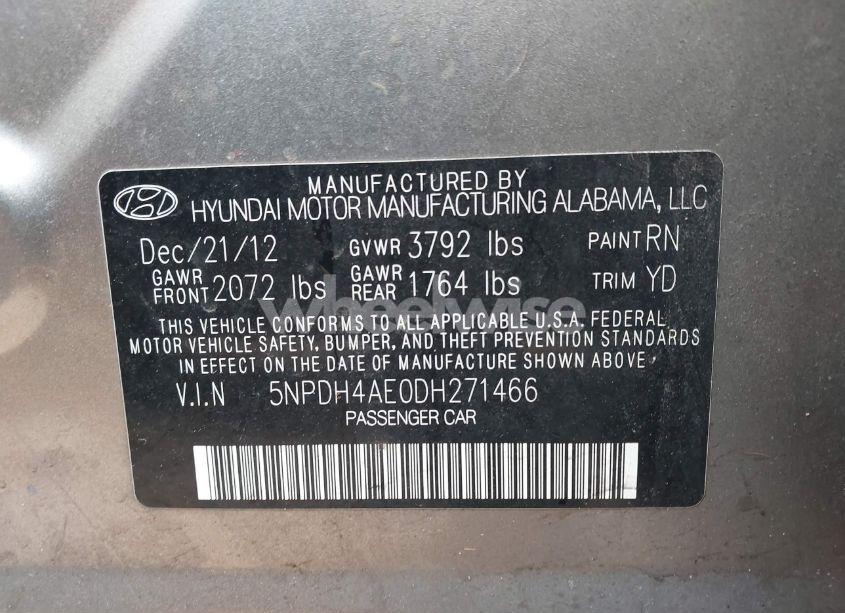 MANUFACTURED BY
HYUNDAI MOTOR MANUFACTURING ALABAMA, LLC
Dec/21/12 GVWR 3792 lbs PAINT RN
GAWR FRONT 2072 lbs GAWR REAR 1764 lbs TRIM YD
Wheelwise
THIS VEHICLE CONFORMS TO ALL APPLICABLE U.S.A. FEDERAL
MOTOR VEHICLE SAFETY, BUMPER, AND THEFT PREVENTION STANDARDS
IN EFFECT ON THE DATE OF MANUFACTURE SHOWN ABOVE
V.I.N 5NPDH4AE0DH271466
PASSENGER CAR